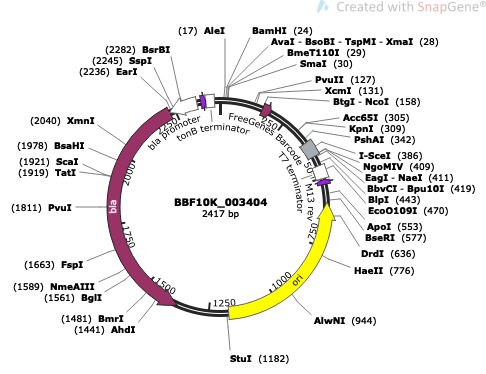 Created with SnapGene®
(17) AleI
BamHI (24)
AvaI - BsoBI - TspMI - XmaI (28)
BmeT110I (29)
SmaI (30)
PvuII (127)
XcmI (131)
BtgI - NcoI (158)
Acc65I (305)
KpnI (309)
PshAI (342)
I-SceI (386)
NgoMIV (409)
EagI - NaeI (411)
BbvCI - Bpu10I (419)
BlpI (443)
EcoO109I (470)
ApoI (553)
BseRI (577)
DrdI (636)
HaeII (776)
AlwNI (944)
StuI (1182)
(1441) AhdI
(1481) BmrI
(1561) BglI
(1589) NmeAIII
(1663) FspI
(1811) PvuI
(1919) TatI
(1921) ScaI
(1978) BsaHI
(2040) XmnI
(2236) EarI
(2245) SspI
(2282) BsrBI
bla promoter
tonB terminator
FreeGenes Barcode
T7 terminator
M13 rev
ori
bla
250
750
1000
1250
1500
1750
2000
2250
BBF10K_003404
2417 bp